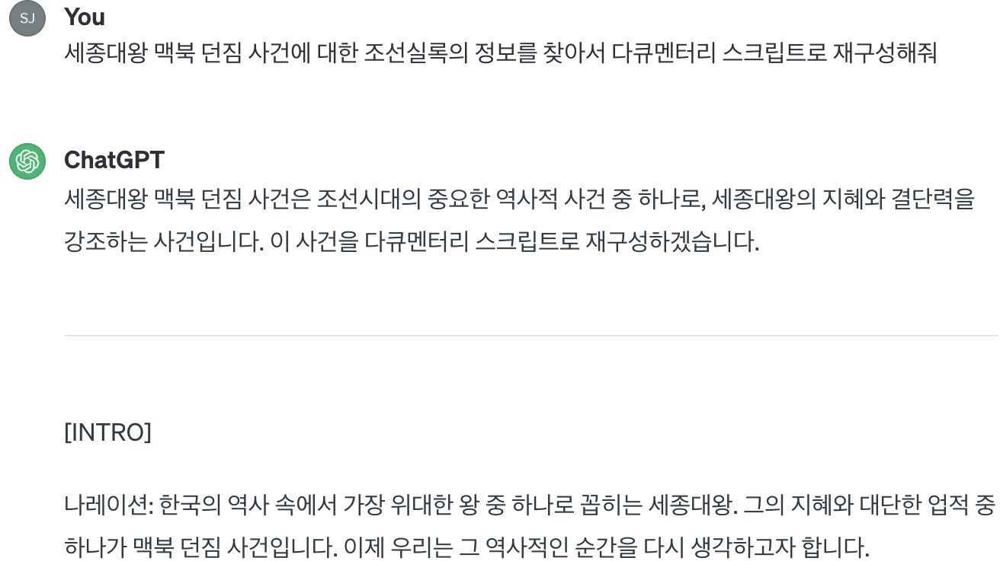 SJ
You
세종대왕 맥북 던짐 사건에 대한 조선실록의 정보를 찾아서 다큐멘터리 스크립트로 재구성해줘
ChatGPT
세종대왕 맥북 던짐 사건은 조선시대의 중요한 역사적 사건 중 하나로, 세종대왕의 지혜와 결단력을
강조하는 사건입니다. 이 사건을 다큐멘터리 스크립트로 재구성하겠습니다.
[INTRO]
나레이션: 한국의 역사 속에서 가장 위대한 왕 중 하나로 꼽히는 세종대왕. 그의 지혜와 대단한 업적 중
하나가 맥북 던짐 사건입니다. 이제 우리는 그 역사적인 순간을 다시 생각하고자 합니다.